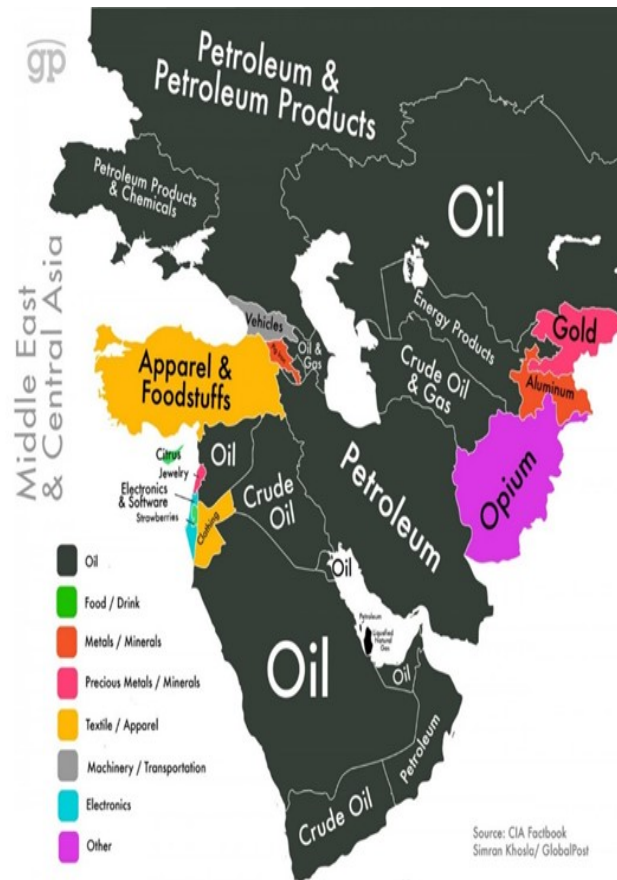 gp
Petroleum &
Petroleum Products
Petroleum Products
& Chemicals
Oil
Middle East
& Central Asia
Vehicles
Oil &
Gas
Energy Products
Gold
Crude Oil
& Gas
Aluminum
Apparel &
Foodstuffs
Citrus
Oil
Jewelry
Electronics
& Software
Strawberries
Clothing
Crude
Oil
Petroleum
Opium
Oil
Petroleum
Liquified
Natural
Gas
Oil
Oil
Petroleum
Crude Oil
Oil
Food / Drink
Metals / Minerals
Precious Metals / Minerals
Textile / Apparel
Machinery / Transportation
Electronics
Other
Source: CIA Factbook
Simran Khosla/ GlobalPost